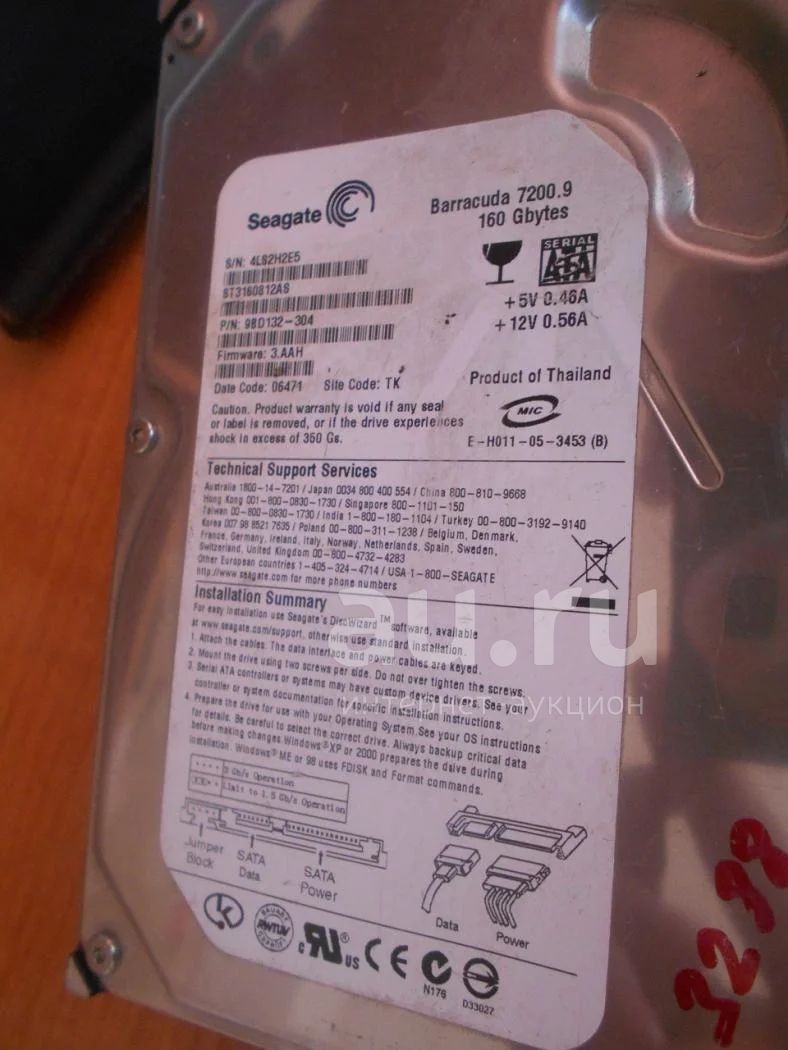 Seagate
Barracuda 7200.9
160 Gbytes
S/N: 4LS2H2E5
ST3160812AS
P/N: 9BD132-304
Firmware: 3.AAH
Date Code: 06471 Site Code: TK
SERIAL
ATA
+5V 0.46A
+12V 0.56A
Product of Thailand
MIC
E-H011-05-3453 (B)
Caution. Product warranty is void if any seal
or label is removed, or if the drive experiences
shock in excess of 350 Gs.
Technical Support Services
Australia 1800-14-7201 / Japan 0034 800 400 554 / China 800-810-9668
Hong Kong 001-800-0830-1730 / Singapore 800-1101-150
Taiwan 00-800-0830-1730 / India 1-800-180-1104 / Turkey 00-800-3192-9140
Korea 007 98 8521 7635 / Poland 00-800-311-1238 / Belgium, Denmark,
France, Germany, Ireland, Italy, Norway, Netherlands, Spain, Sweden,
Switzerland, United Kingdom 00-800-4732-4283
Other European countries 1-405-324-4714 / USA 1-800-SEAGATE
http://www.seagate.com for more phone numbers
Installation Summary
For easy installation use Seagate's DiscWizard™ software, available
at www.seagate.com/support, otherwise use standard installation.
1. Attach the cables. The data interface and power cables are keyed.
2. Mount the drive using two screws per side. Do not over tighten the screws.
3. Serial ATA controllers or systems may have custom device drivers. See your
controller or system documentation for specific installation instructions.
4. Prepare the drive for use with your Operating System. See your OS instructions
for details. Be careful to select the correct drive. Always backup critical data
before making changes. Windows® XP or 2000 prepares the drive during
installation. Windows® ME or 98 uses FDISK and Format commands.
3 Gb/s Operation
Limit to 1.5 Gb/s Operation
Jumper
Block
SATA
Data
SATA
Power
Data
Power
BAUART
RWTÜV
GEPRÜFT
c RU ® US
CE
N176
D33027
3298
au.ru
интернет аукцион